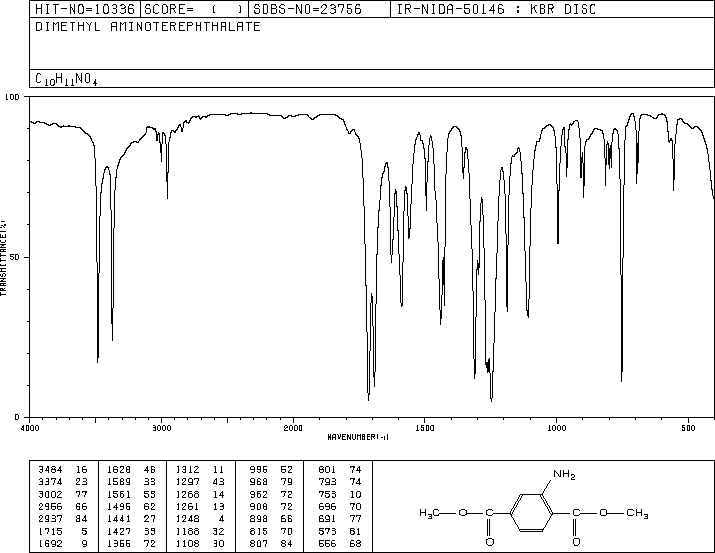 HIT-NO=10336 SCORE= ( ) SDBS-NO=23756 IR-NIDA-50146 : KBR DISC
DIMETHYL AMINOTEREPHTHALATE
C10H11NO4
100
50
0
TRANSMITTANCE(%)
4000 3000 2000 1500 1000 500
WAVENUMBER(-1)
3484 16 1628 46 1312 11 996 52 801 74
3374 23 1589 33 1297 43 968 79 793 74
3002 77 1561 55 1268 14 962 72 753 10
2956 66 1496 62 1261 13 908 72 696 70
2937 84 1441 27 1248 4 898 66 691 77
1715 5 1427 33 1188 32 815 70 573 81
1692 9 1355 72 1108 30 807 84 556 68
NH2
H3C O O CH3
O O